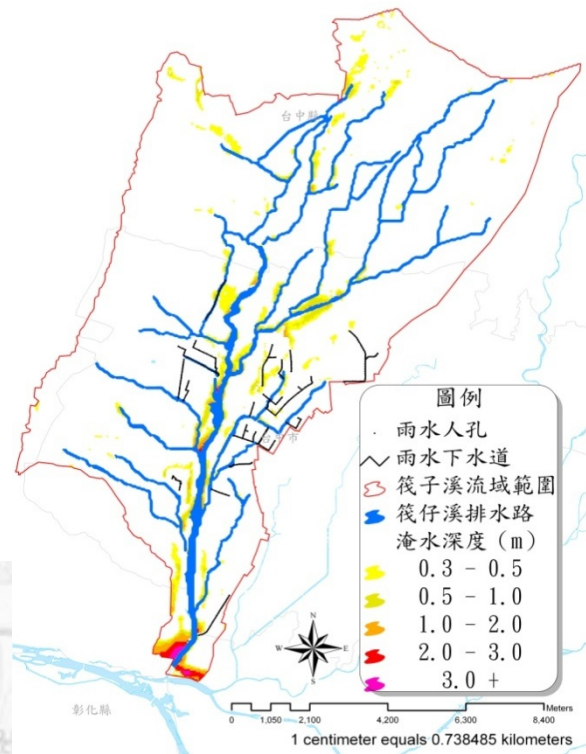 台中縣
台中市
圖例
雨水人孔
雨水下水道
筏子溪流域範圍
筏仔溪排水路
淹水深度(m)
0.3 - 0.5
0.5 - 1.0
1.0 - 2.0
2.0 - 3.0
3.0 +
N
W E
S
彰化縣
Meters
0 1,050 2,100 4,200 6,300 8,400
1 centimeter equals 0.738485 kilometers